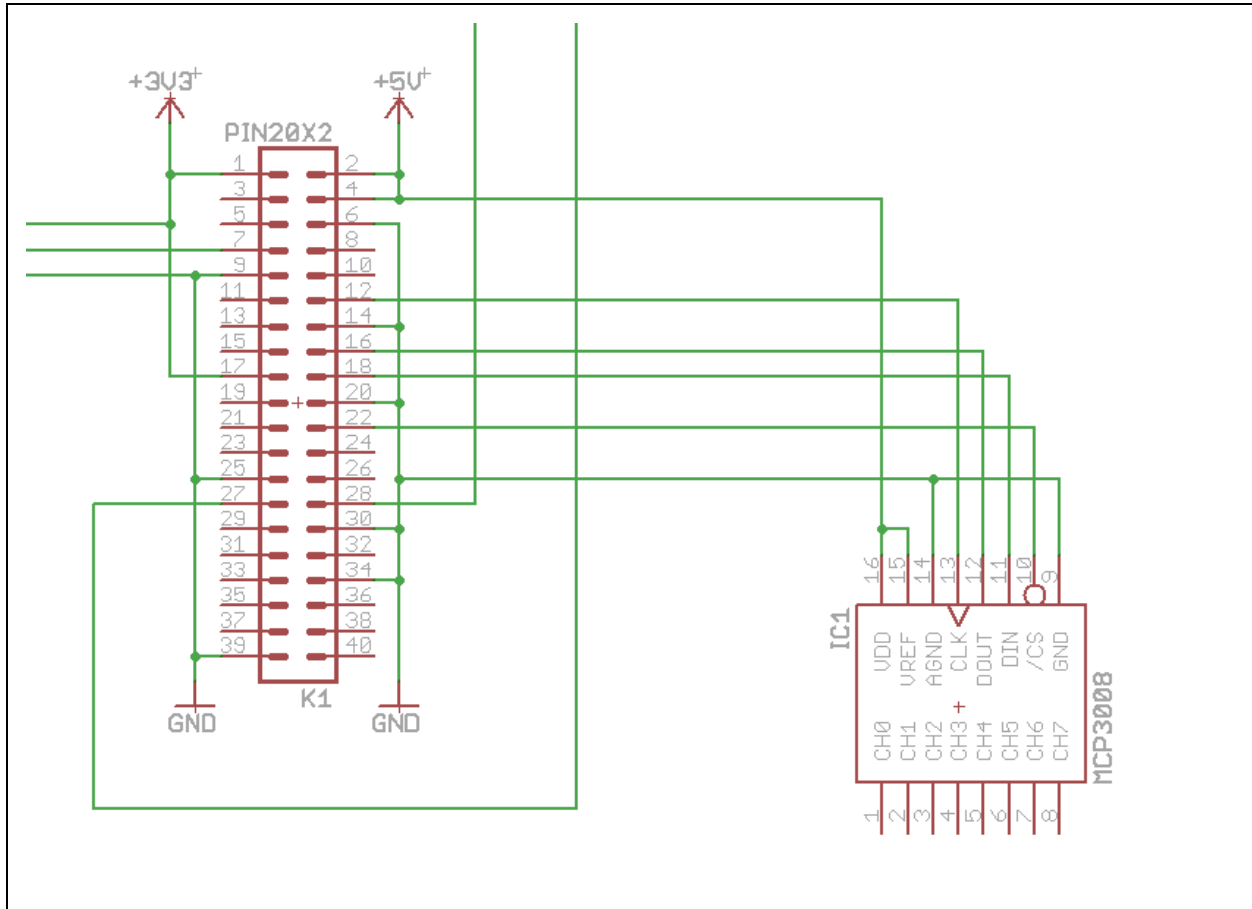 +3V3
+5V
PIN20X2
1 2
3 4
5 6
7 8
9 10
11 12
13 14
15 16
17 18
19 20
21 22
23 24
25 26
27 28
29 30
31 32
33 34
35 36
37 38
39 40
K1
GND GND
16 15 14 13 12 11 10 9
IC1
VDD VREF AGND CLK DOUT DIN /CS GND
CH0 CH1 CH2 CH3 CH4 CH5 CH6 CH7
MCP3008
1 2 3 4 5 6 7 8